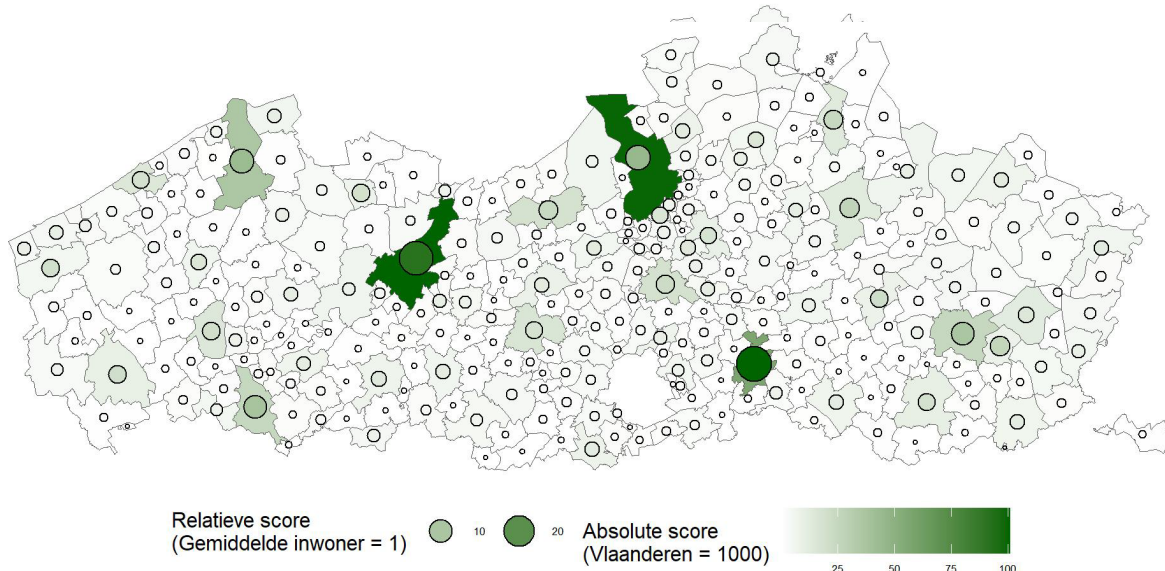 Relatieve score
(Gemiddelde inwoner = 1)
10
20
Absolute score
(Vlaanderen = 1000)
25
50
75
100